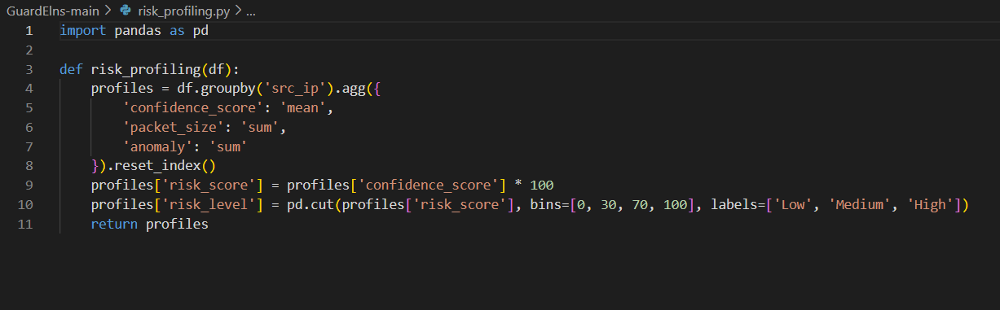 GuardEIns-main > risk_profiling.py > ...
1 import pandas as pd
2
3 def risk_profiling(df):
4     profiles = df.groupby('src_ip').agg({
5         'confidence_score': 'mean',
6         'packet_size': 'sum',
7         'anomaly': 'sum'
8     }).reset_index()
9     profiles['risk_score'] = profiles['confidence_score'] * 100
10     profiles['risk_level'] = pd.cut(profiles['risk_score'], bins=[0, 30, 70, 100], labels=['Low', 'Medium', 'High'])
11     return profiles